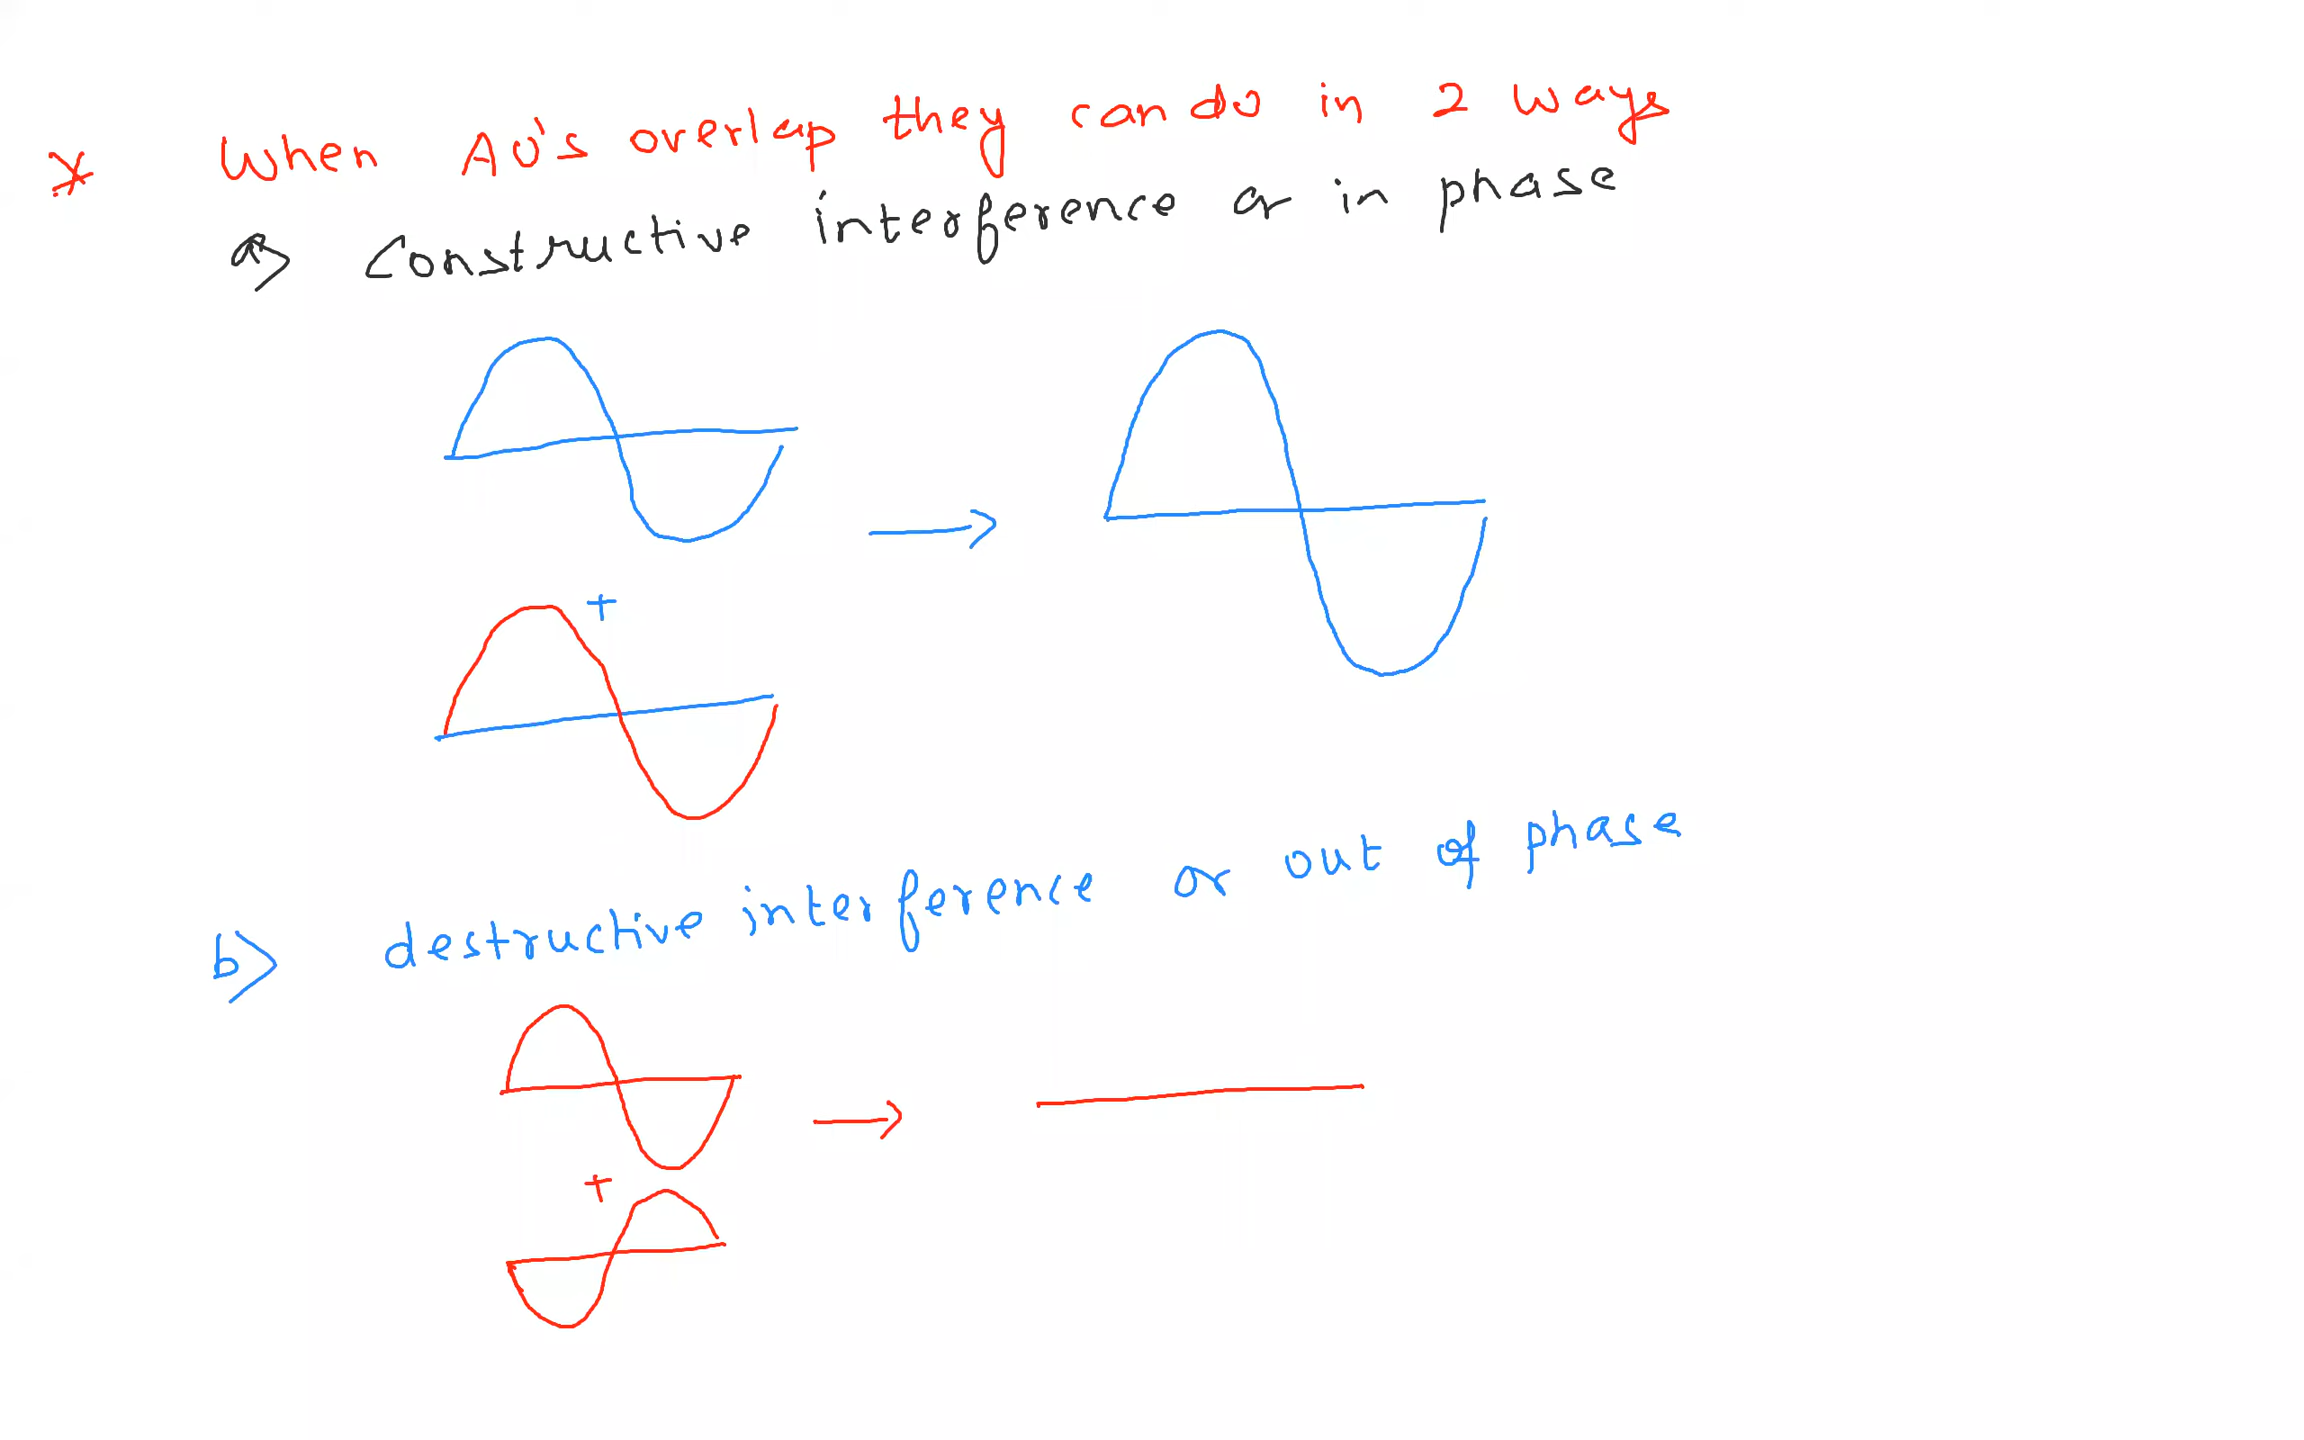 * When AO's overlap they can do in 2 ways
a) Constructive interference or in phase
+
b) destructive interference or out of phase
+